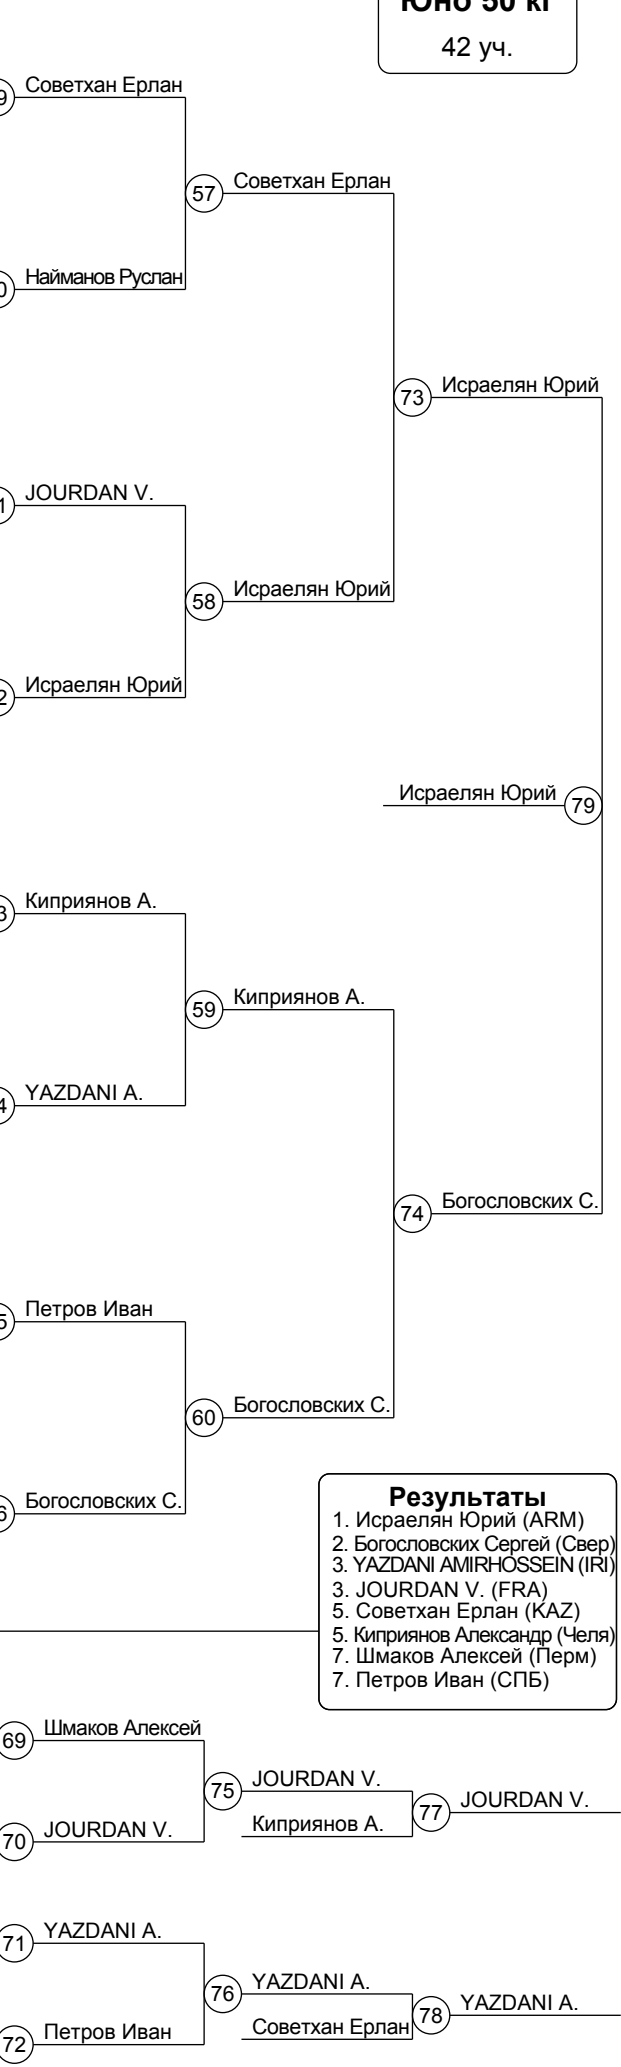 Юно 50 кг
42 уч.
Советхан Ерлан
57
Советхан Ерлан
Найманов Руслан
73
Исраелян Юрий
JOURDAN V.
58
Исраелян Юрий
Исраелян Юрий
Исраелян Юрий
79
Киприянов А.
59
Киприянов А.
YAZDANI A.
74
Богословских С.
Петров Иван
60
Богословских С.
Богословских С.
Результаты
1. Исраелян Юрий (ARM)
2. Богословских Сергей (Свер)
3. YAZDANI AMIRHOSSEIN (IRI)
3. JOURDAN V. (FRA)
5. Советхан Ерлан (KAZ)
5. Киприянов Александр (Челя)
7. Шмаков Алексей (Перм)
7. Петров Иван (СПБ)
69
Шмаков Алексей
75
JOURDAN V.
77
JOURDAN V.
70
JOURDAN V.
Киприянов А.
71
YAZDANI A.
76
YAZDANI A.
78
YAZDANI A.
72
Петров Иван
Советхан Ерлан